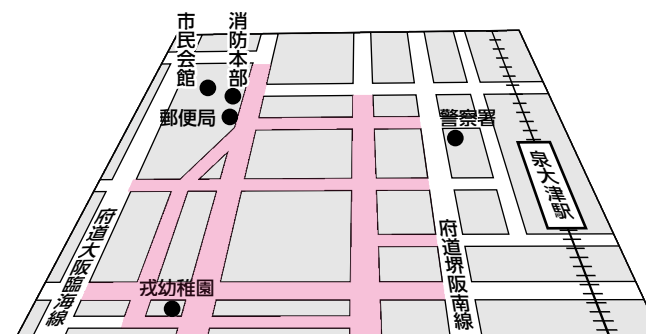 市民会館
消防本部
郵便局
警察署
泉大津駅
府道大阪臨海線
府道堺阪南線
戎幼稚園